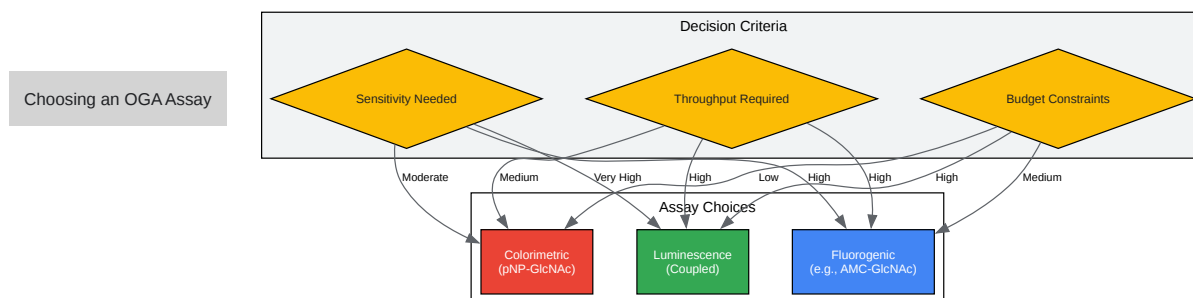 Decision Criteria
Choosing an OGA Assay
Sensitivity Needed
Throughput Required
Budget Constraints
Moderate
Medium
Very High
High
Low
High
High
High
Medium
Assay Choices
Colorimetric
(pNP-GlcNAc)
Luminescence
(Coupled)
Fluorogenic
(e.g., AMC-GlcNAc)